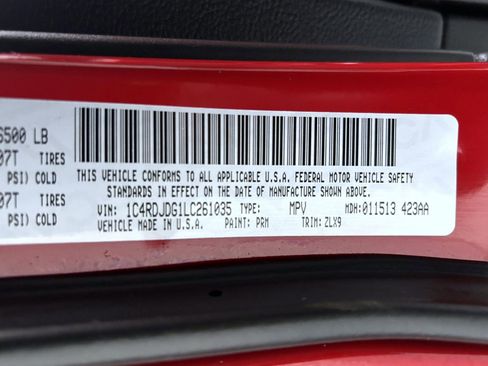 6500 LB
07T TIRES
PSI) COLD
07T TIRES
PSI) COLD
THIS VEHICLE CONFORMS TO ALL APPLICABLE U.S.A. FEDERAL MOTOR VEHICLE SAFETY
STANDARDS IN EFFECT ON THE DATE OF MANUFACTURE SHOWN ABOVE.
VIN: 1C4RDJDG1LC261035 TYPE: MPV MDH:011513 423AA
VEHICLE MADE IN U.S.A. PAINT: PRM TRIM:ZLX9